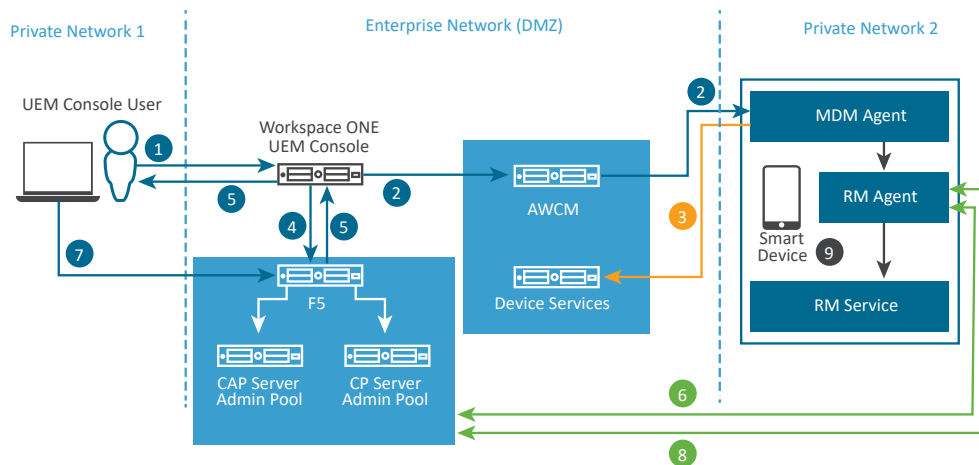 Private Network 1
Enterprise Network (DMZ)
Private Network 2
UEM Console User
Workspace ONE
UEM Console
1
5
2
2
4
5
7
3
AWCM
Device Services
F5
CAP Server
Admin Pool
CP Server
Admin Pool
MDM Agent
RM Agent
Smart
Device
9
RM Service
6
8